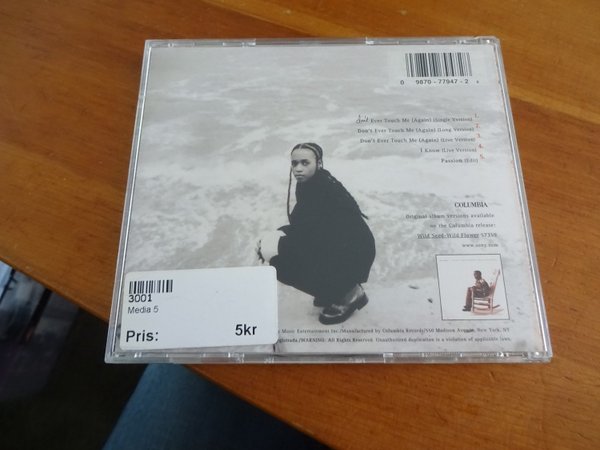 0 9870-77947-2 4
Don't Ever Touch Me (Again) (Single Version) 1.
Don't Ever Touch Me (Again) (Long Version) 2.
Don't Ever Touch Me (Again) (Live Version) 3.
I Know (Live Version) 4.
Passion (Edit) 5.
COLUMBIA
Original album versions available
on the Columbia release:
Wild Seed-Wild Flower 57359
www.sony.com
3001
Media 5
Pris: 5kr
Music Entertainment Inc./Manufactured by Columbia Records/550 Madison Avenue, New York, NY
WARNING: All Rights Reserved. Unauthorized duplication is a violation of applicable laws.